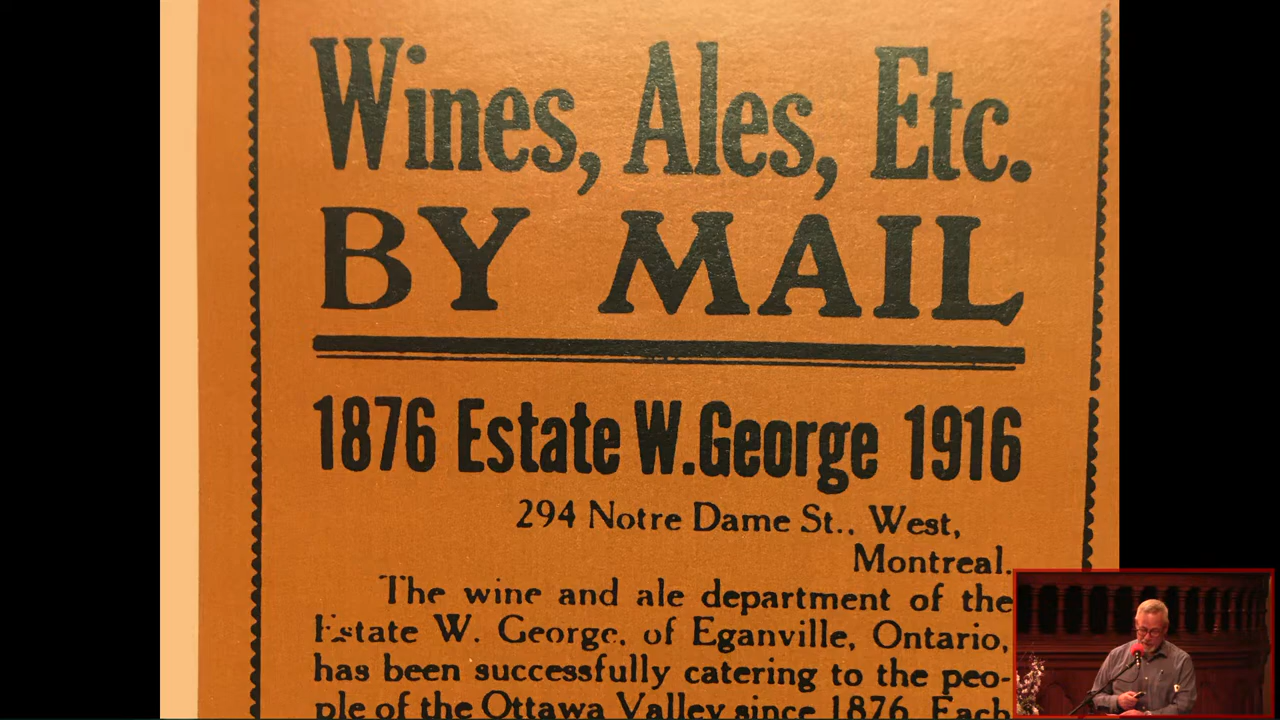 Wines, Ales, Etc.
BY MAIL
1876 Estate W. George 1916
294 Notre Dame St., West,
Montreal.
The wine and ale department of the
Estate W. George, of Eganville, Ontario,
has been successfully catering to the peo-
ple of the Ottawa Valley since 1876. Each